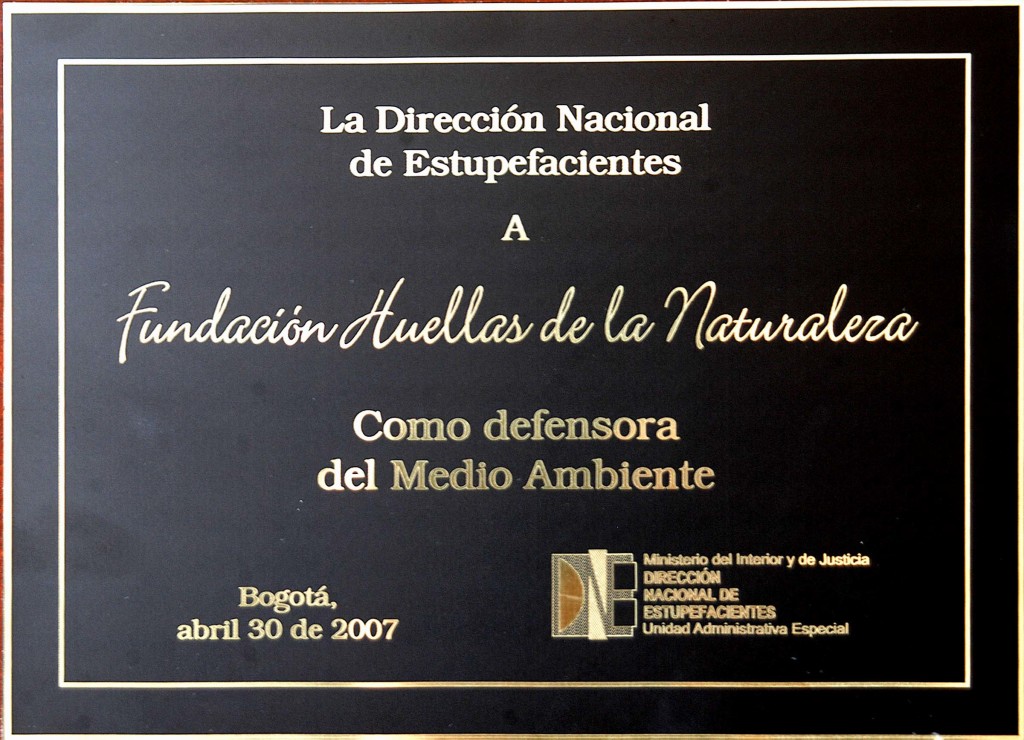 La Dirección Nacional
de Estupefacientes
A
Fundación Huellas de la Naturaleza
Como defensora
del Medio Ambiente
Bogotá,
abril 30 de 2007
DNE
Ministerio del Interior y de Justicia
DIRECCIÓN
NACIONAL DE
ESTUPEFACIENTES
Unidad Administrativa Especial